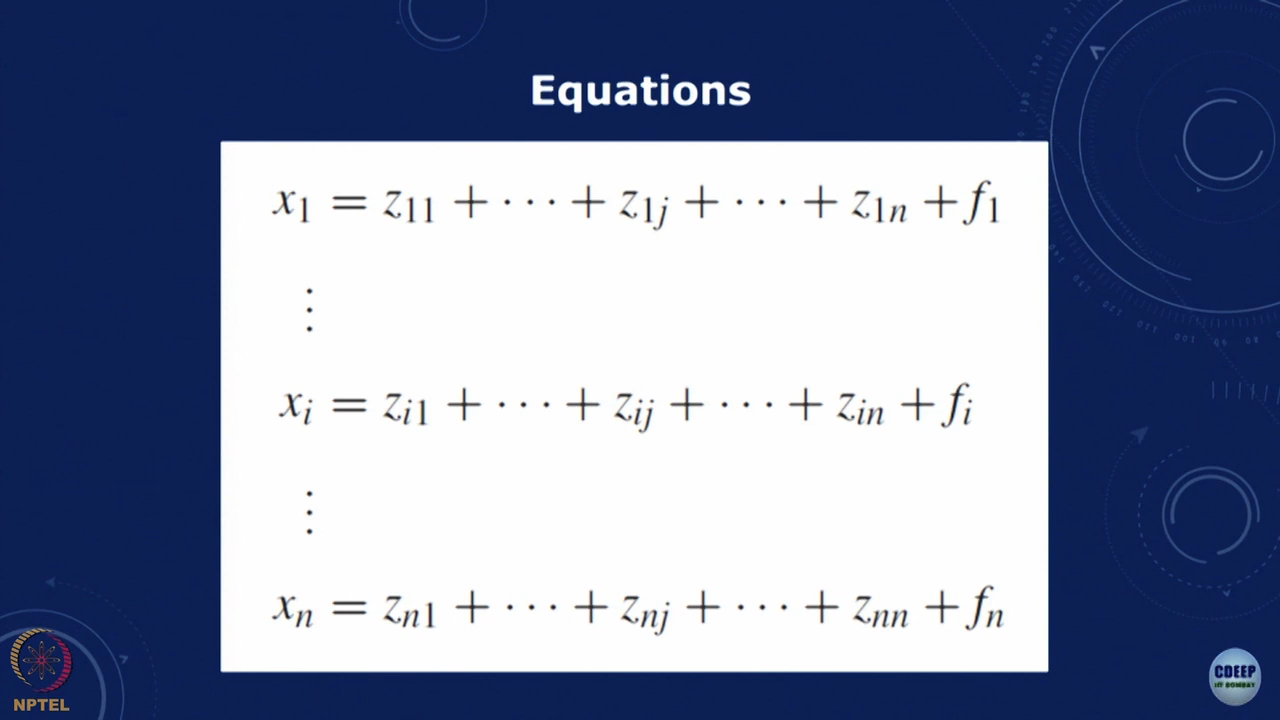 Equations
x₁ = z₁₁ + ⋯ + z₁ⱼ + ⋯ + z₁ₙ + f₁
⋮
xᵢ = zᵢ₁ + ⋯ + zᵢⱼ + ⋯ + zᵢₙ + fᵢ
⋮
xₙ = zₙ₁ + ⋯ + zₙⱼ + ⋯ + zₙₙ + fₙ
NPTEL
CDEEP
IIT BOMBAY